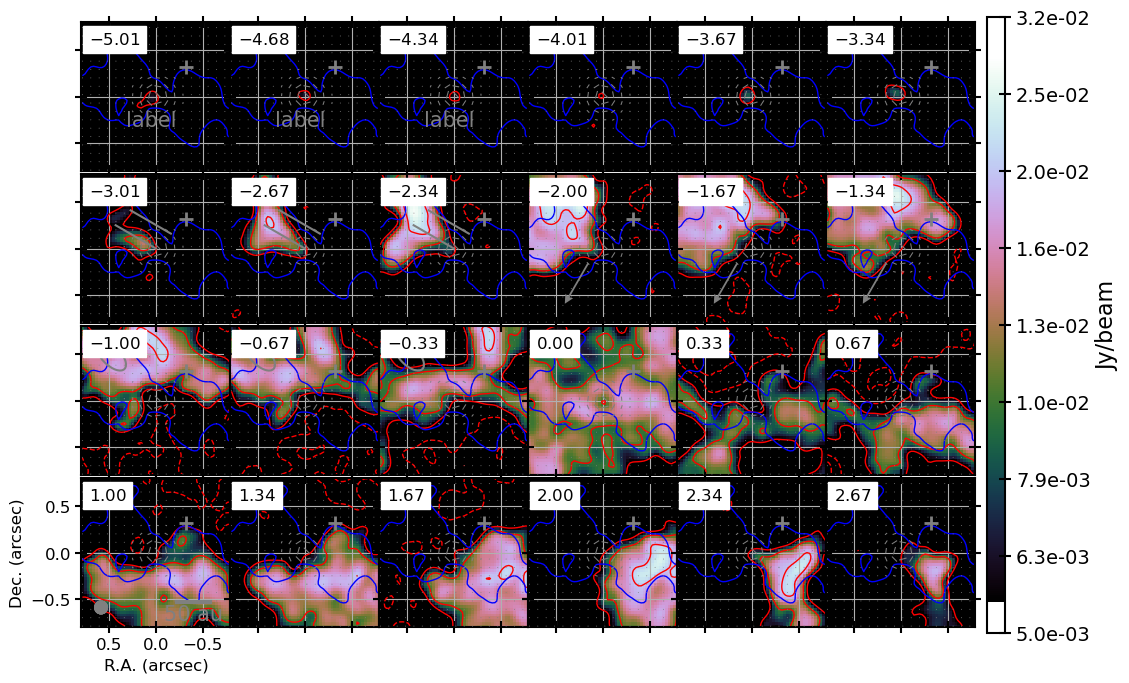 −5.01 −4.68 −4.34 −4.01 −3.67 −3.34
label label label
−3.01 −2.67 −2.34 −2.00 −1.67 −1.34
−1.00 −0.67 −0.33 0.00 0.33 0.67
1.00 1.34 1.67 2.00 2.34 2.67
au
0.5
0.0
−0.5
Dec. (arcsec)
0.5 0.0 −0.5
R.A. (arcsec)
3.2e-02
2.5e-02
2.0e-02
1.6e-02
1.3e-02
1.0e-02
7.9e-03
6.3e-03
5.0e-03
Jy/beam